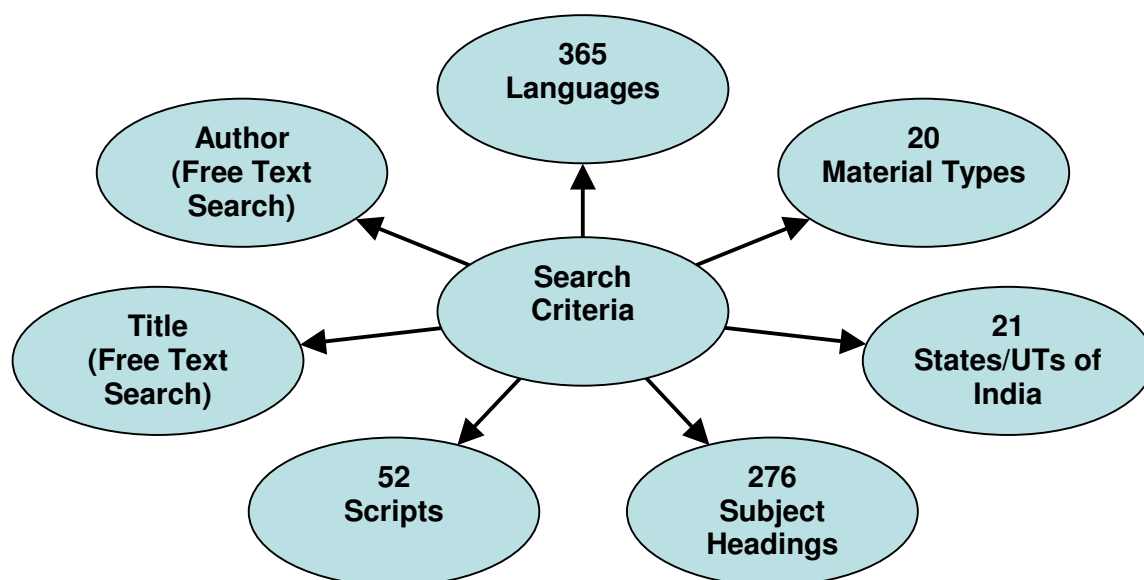 365
Languages
Author
(Free Text
Search)
20
Material Types
Search
Criteria
Title
(Free Text
Search)
21
States/UTs of
India
52
Scripts
276
Subject
Headings